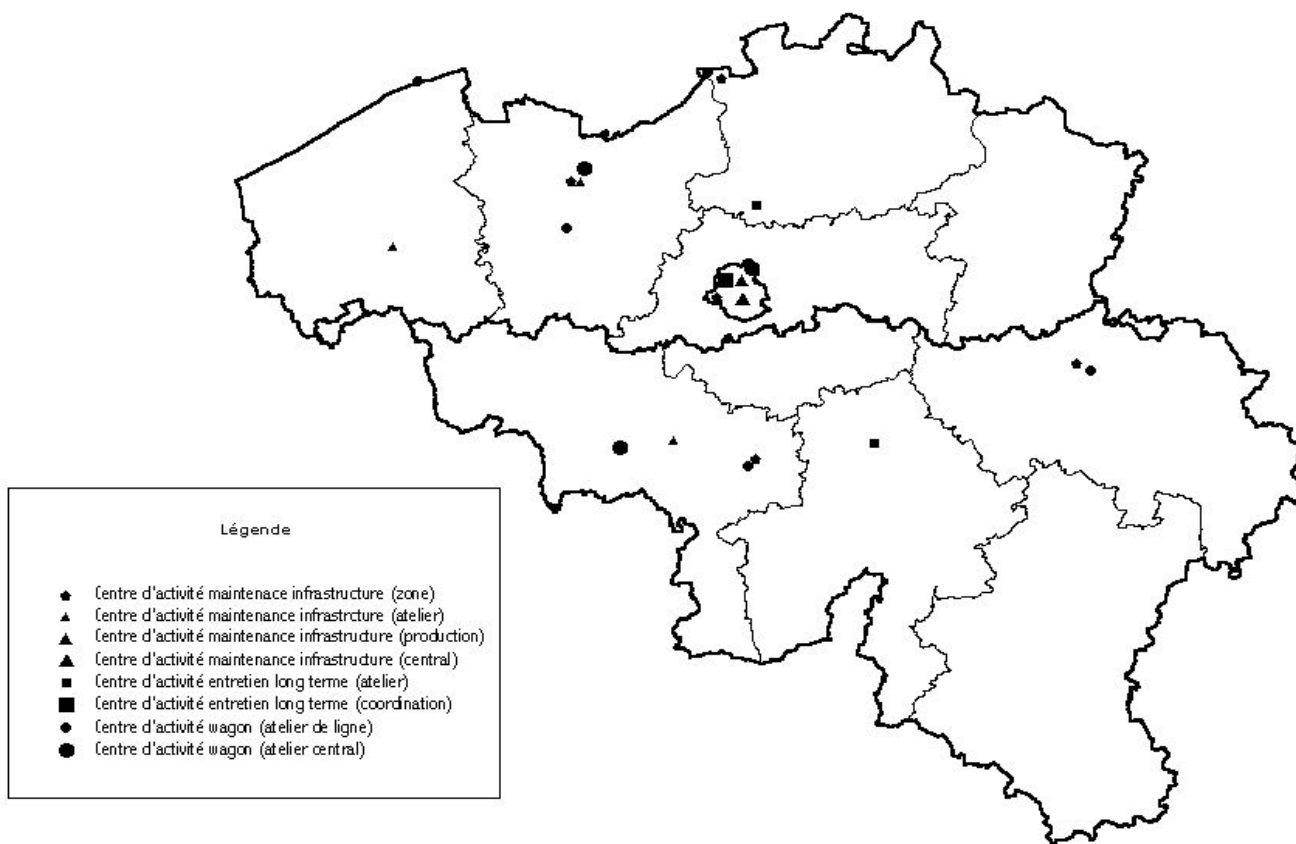 Légende
Centre d'activité maintenace infrastructure (zone)
Centre d'activité maintenance infrastrcture (atelier)
Centre d'activité maintenance infrastructure (production)
Centre d'activité maintenance infrastructure (central)
Centre d'activité entretien long terme (atelier)
Centre d'activité entretien long terme (coordination)
Centre d'activité wagon (atelier de ligne)
Centre d'activité wagon (atelier central)